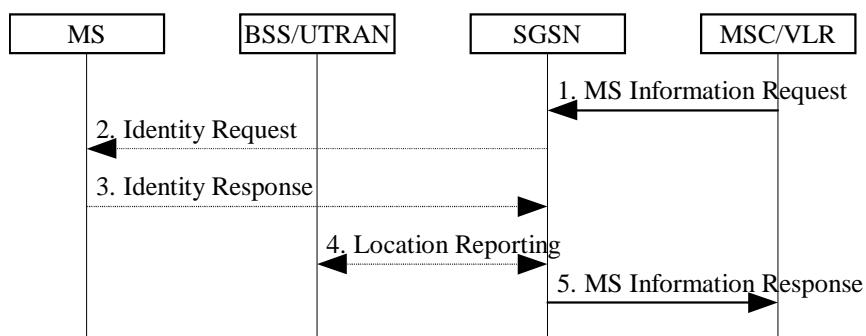 MS BSS/UTRAN SGSN MSC/VLR
1. MS Information Request
2. Identity Request
3. Identity Response
4. Location Reporting
5. MS Information Response